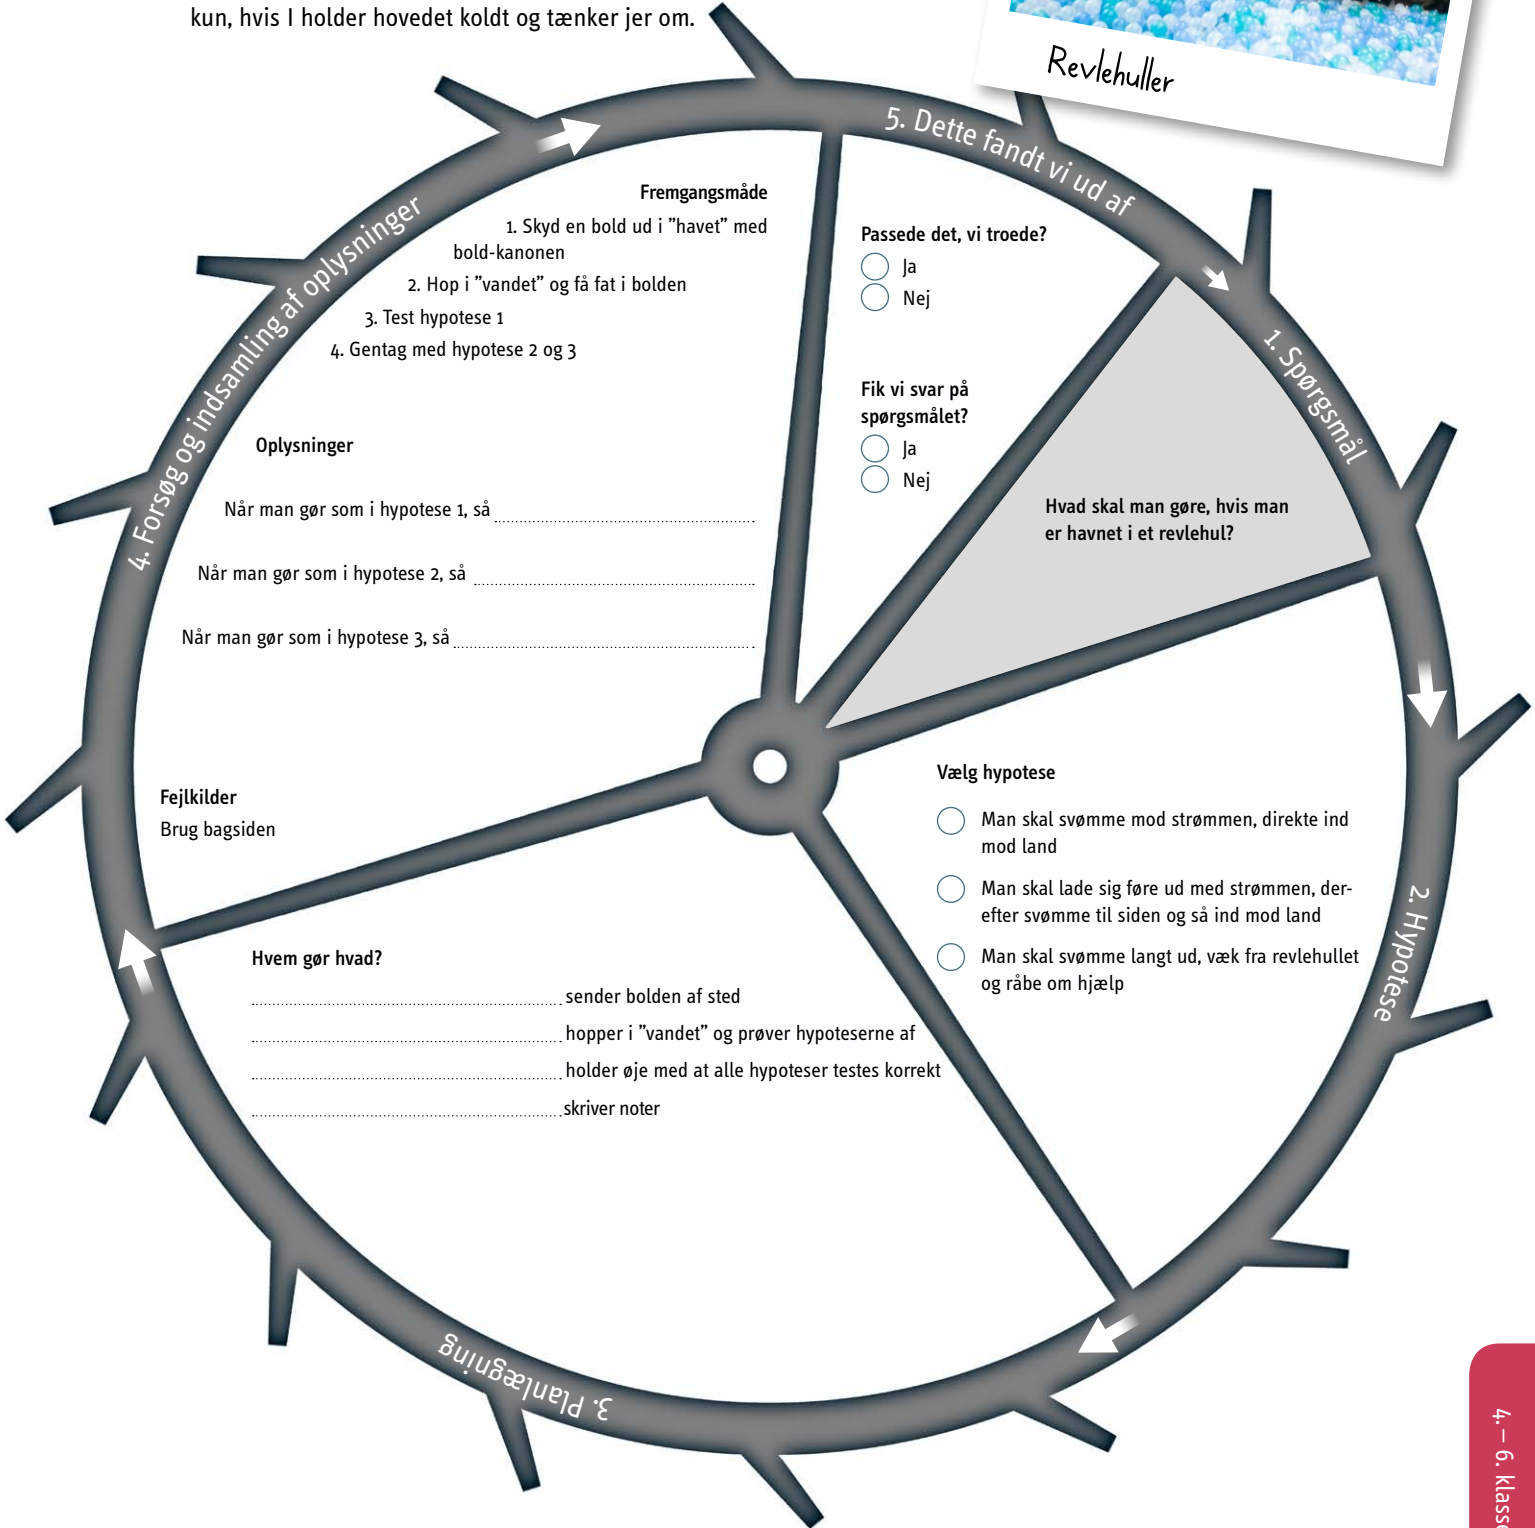 kun, hvis I holder hovedet koldt og tænker jer om.
Revlehuller
5. Dette fandt vi ud af
Passede det, vi troede?
Ja
Nej
Fik vi svar på
spørgsmålet?
Ja
Nej
1. Spørgsmål
Hvad skal man gøre, hvis man
er havnet i et revlehul?
2. Hypotese
Vælg hypotese
Man skal svømme mod strømmen, direkte ind
mod land
Man skal lade sig føre ud med strømmen, der-
efter svømme til siden og så ind mod land
Man skal svømme langt ud, væk fra revlehullet
og råbe om hjælp
3. Planlægning
Hvem gør hvad?
sender bolden af sted
hopper i ”vandet” og prøver hypoteserne af
holder øje med at alle hypoteser testes korrekt
skriver noter
4. Forsøg og indsamling af oplysninger
Fremgangsmåde
1. Skyd en bold ud i ”havet” med
bold-kanonen
2. Hop i ”vandet” og få fat i bolden
3. Test hypotese 1
4. Gentag med hypotese 2 og 3
Oplysninger
Når man gør som i hypotese 1, så
Når man gør som i hypotese 2, så
Når man gør som i hypotese 3, så
Fejlkilder
Brug bagsiden
4. – 6. klasse